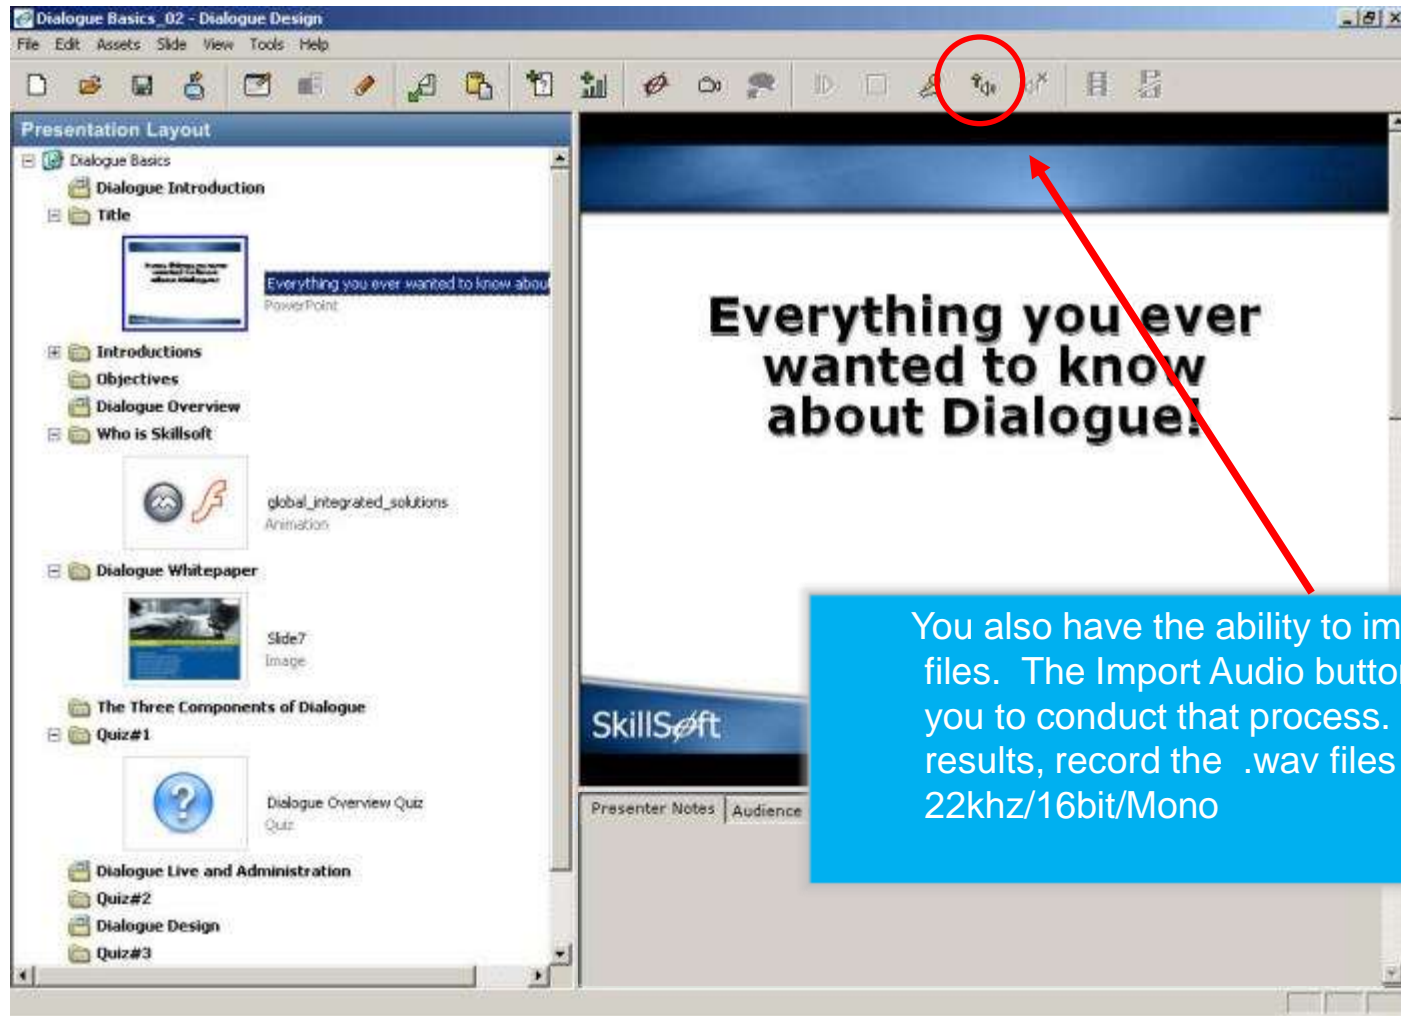 Dialogue Basics_02 - Dialogue Design
File Edit Assets Slide View Tools Help
Presentation Layout
Dialogue Basics
Dialogue Introduction
Title
Everything you ever wanted to know abou
PowerPoint
Introductions
Objectives
Dialogue Overview
Who is Skillsoft
global_integrated_solutions
Animation
Dialogue Whitepaper
Slide7
Image
The Three Components of Dialogue
Quiz#1
Dialogue Overview Quiz
Quiz
Dialogue Live and Administration
Quiz#2
Dialogue Design
Quiz#3
Everything you ever
wanted to know
about Dialogue!
SkillSøft
Presenter Notes Audience
You also have the ability to im
files. The Import Audio button
you to conduct that process.
results, record the .wav files
22khz/16bit/Mono